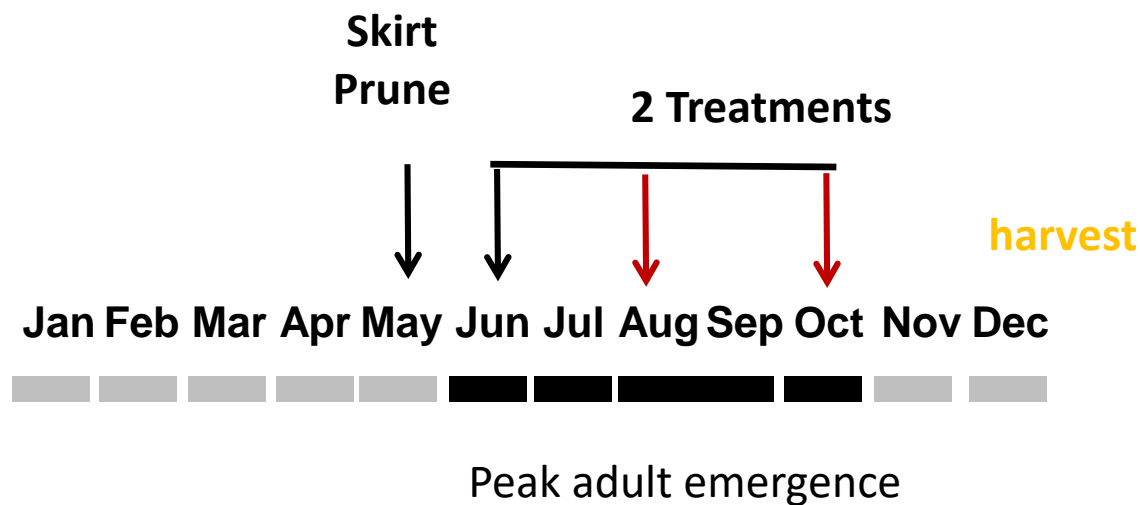 Skirt
Prune
2 Treatments
harvest
Jan Feb Mar Apr May Jun Jul Aug Sep Oct Nov Dec
Peak adult emergence